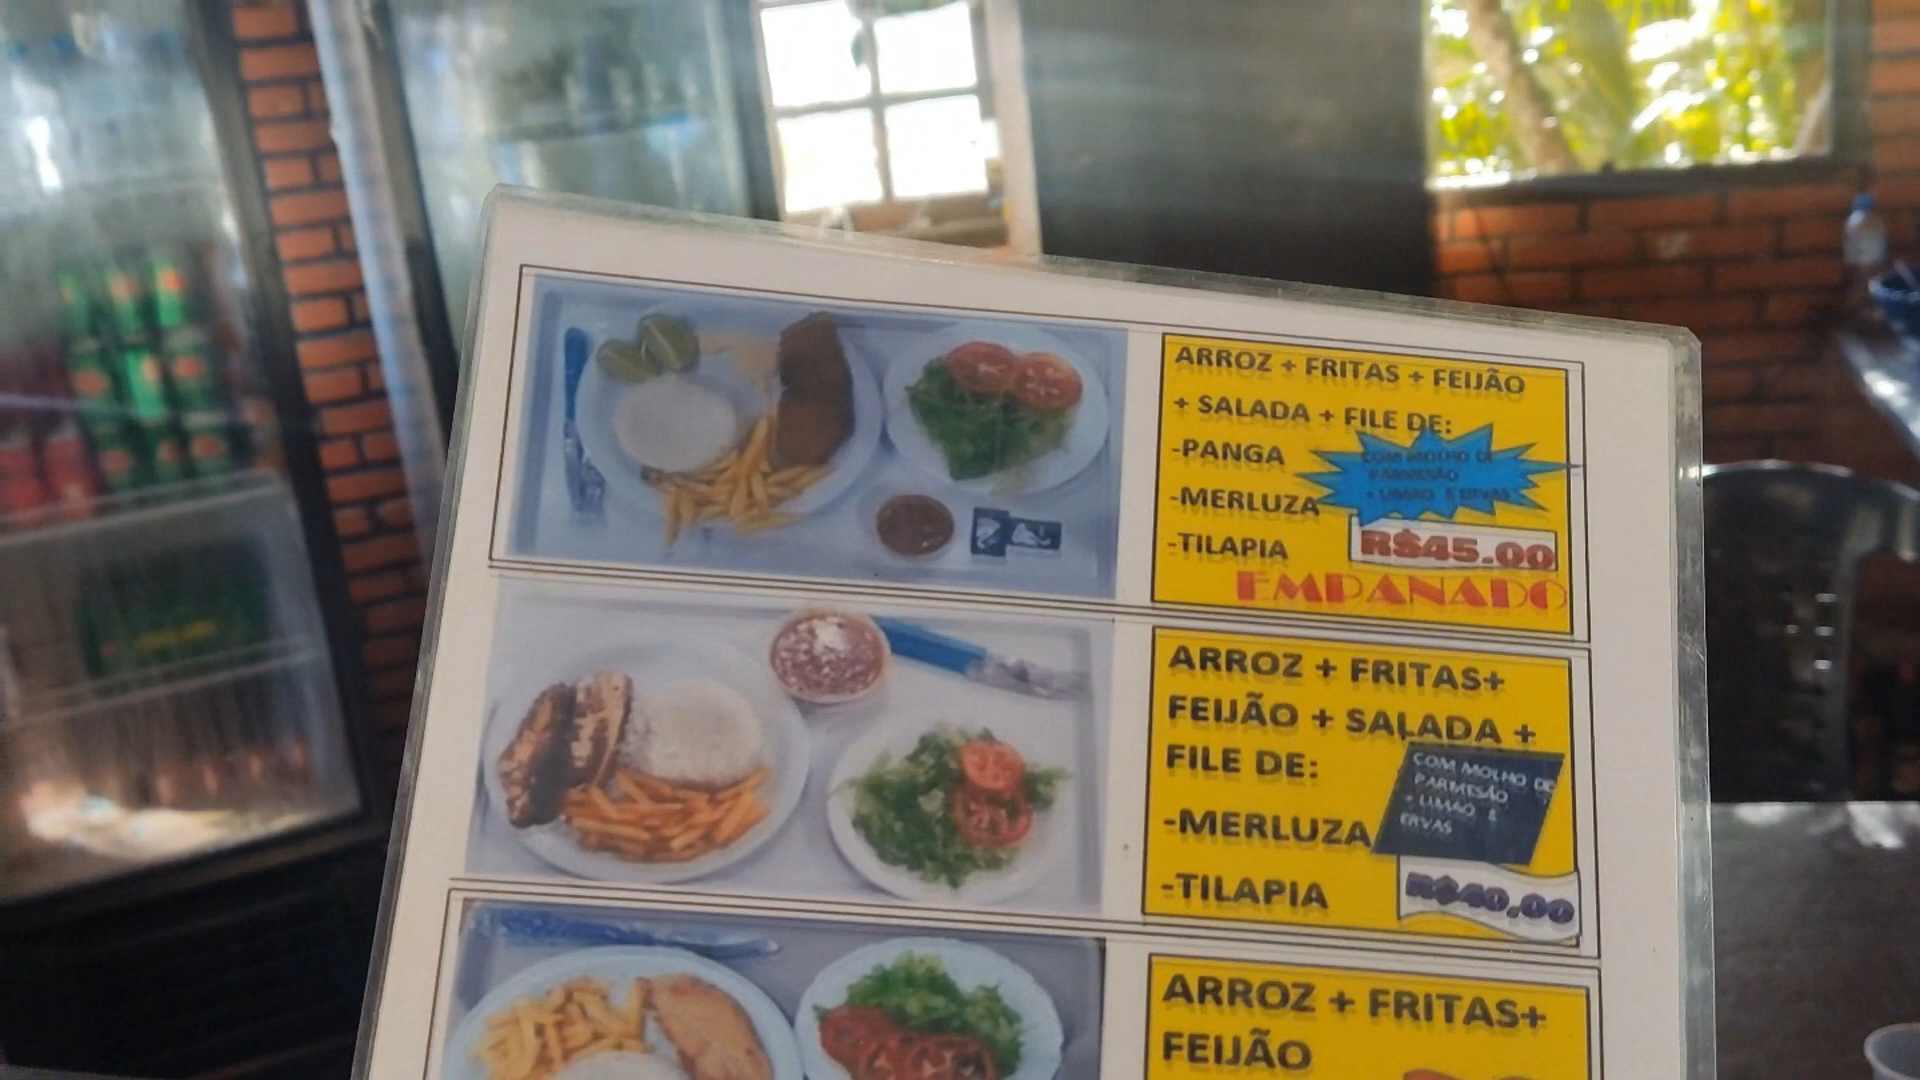 ARROZ + FRITAS + FEIJÃO
+ SALADA + FILE DE:
-PANGA
COM MOLHO DE
PARMESÃO
+ LIMÃO E ERVAS
-MERLUZA
-TILAPIA
R$45.00
EMPANADO
ARROZ + FRITAS+
FEIJÃO + SALADA +
FILE DE:
COM MOLHO DE
PARMESÃO
+ LIMÃO E
ERVAS
-MERLUZA
-TILAPIA
R$40,00
ARROZ + FRITAS+
FEIJÃO